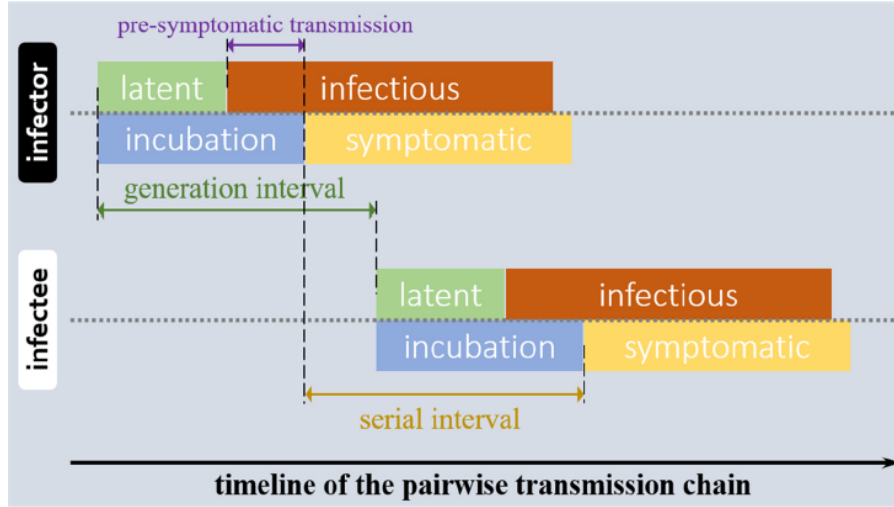 pre-symptomatic transmission
infector
latent
infectious
incubation
symptomatic
generation interval
infectee
latent
infectious
incubation
symptomatic
serial interval
timeline of the pairwise transmission chain